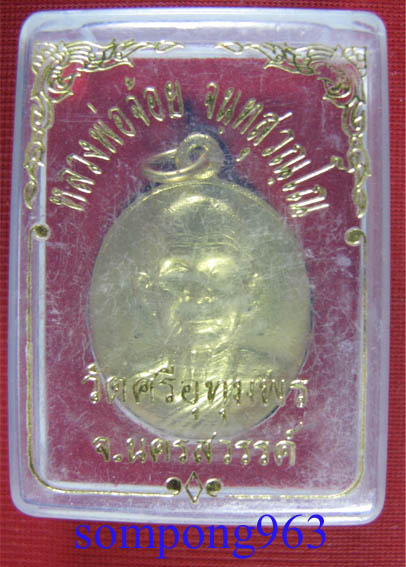 หลวงพ่อจ้อย จนฺทสุวณฺโณ
วัดศรีอุทุมพร
จ.นครสวรรค์
sompong963